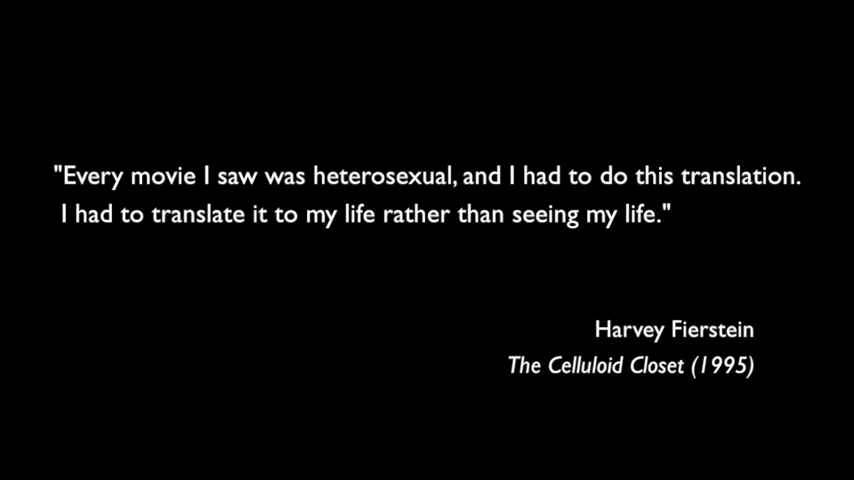 "Every movie I saw was heterosexual, and I had to do this translation.
I had to translate it to my life rather than seeing my life."
Harvey Fierstein
The Celluloid Closet (1995)